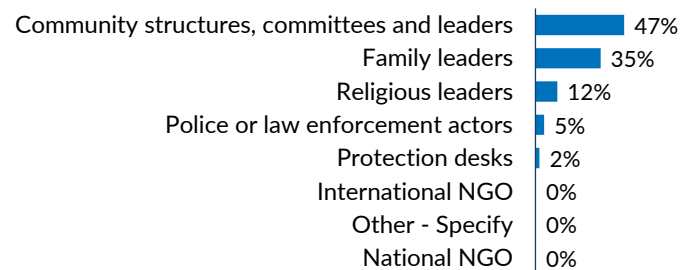 Community structures, committees and leaders 47%
Family leaders 35%
Religious leaders 12%
Police or law enforcement actors 5%
Protection desks 2%
International NGO 0%
Other - Specify 0%
National NGO 0%